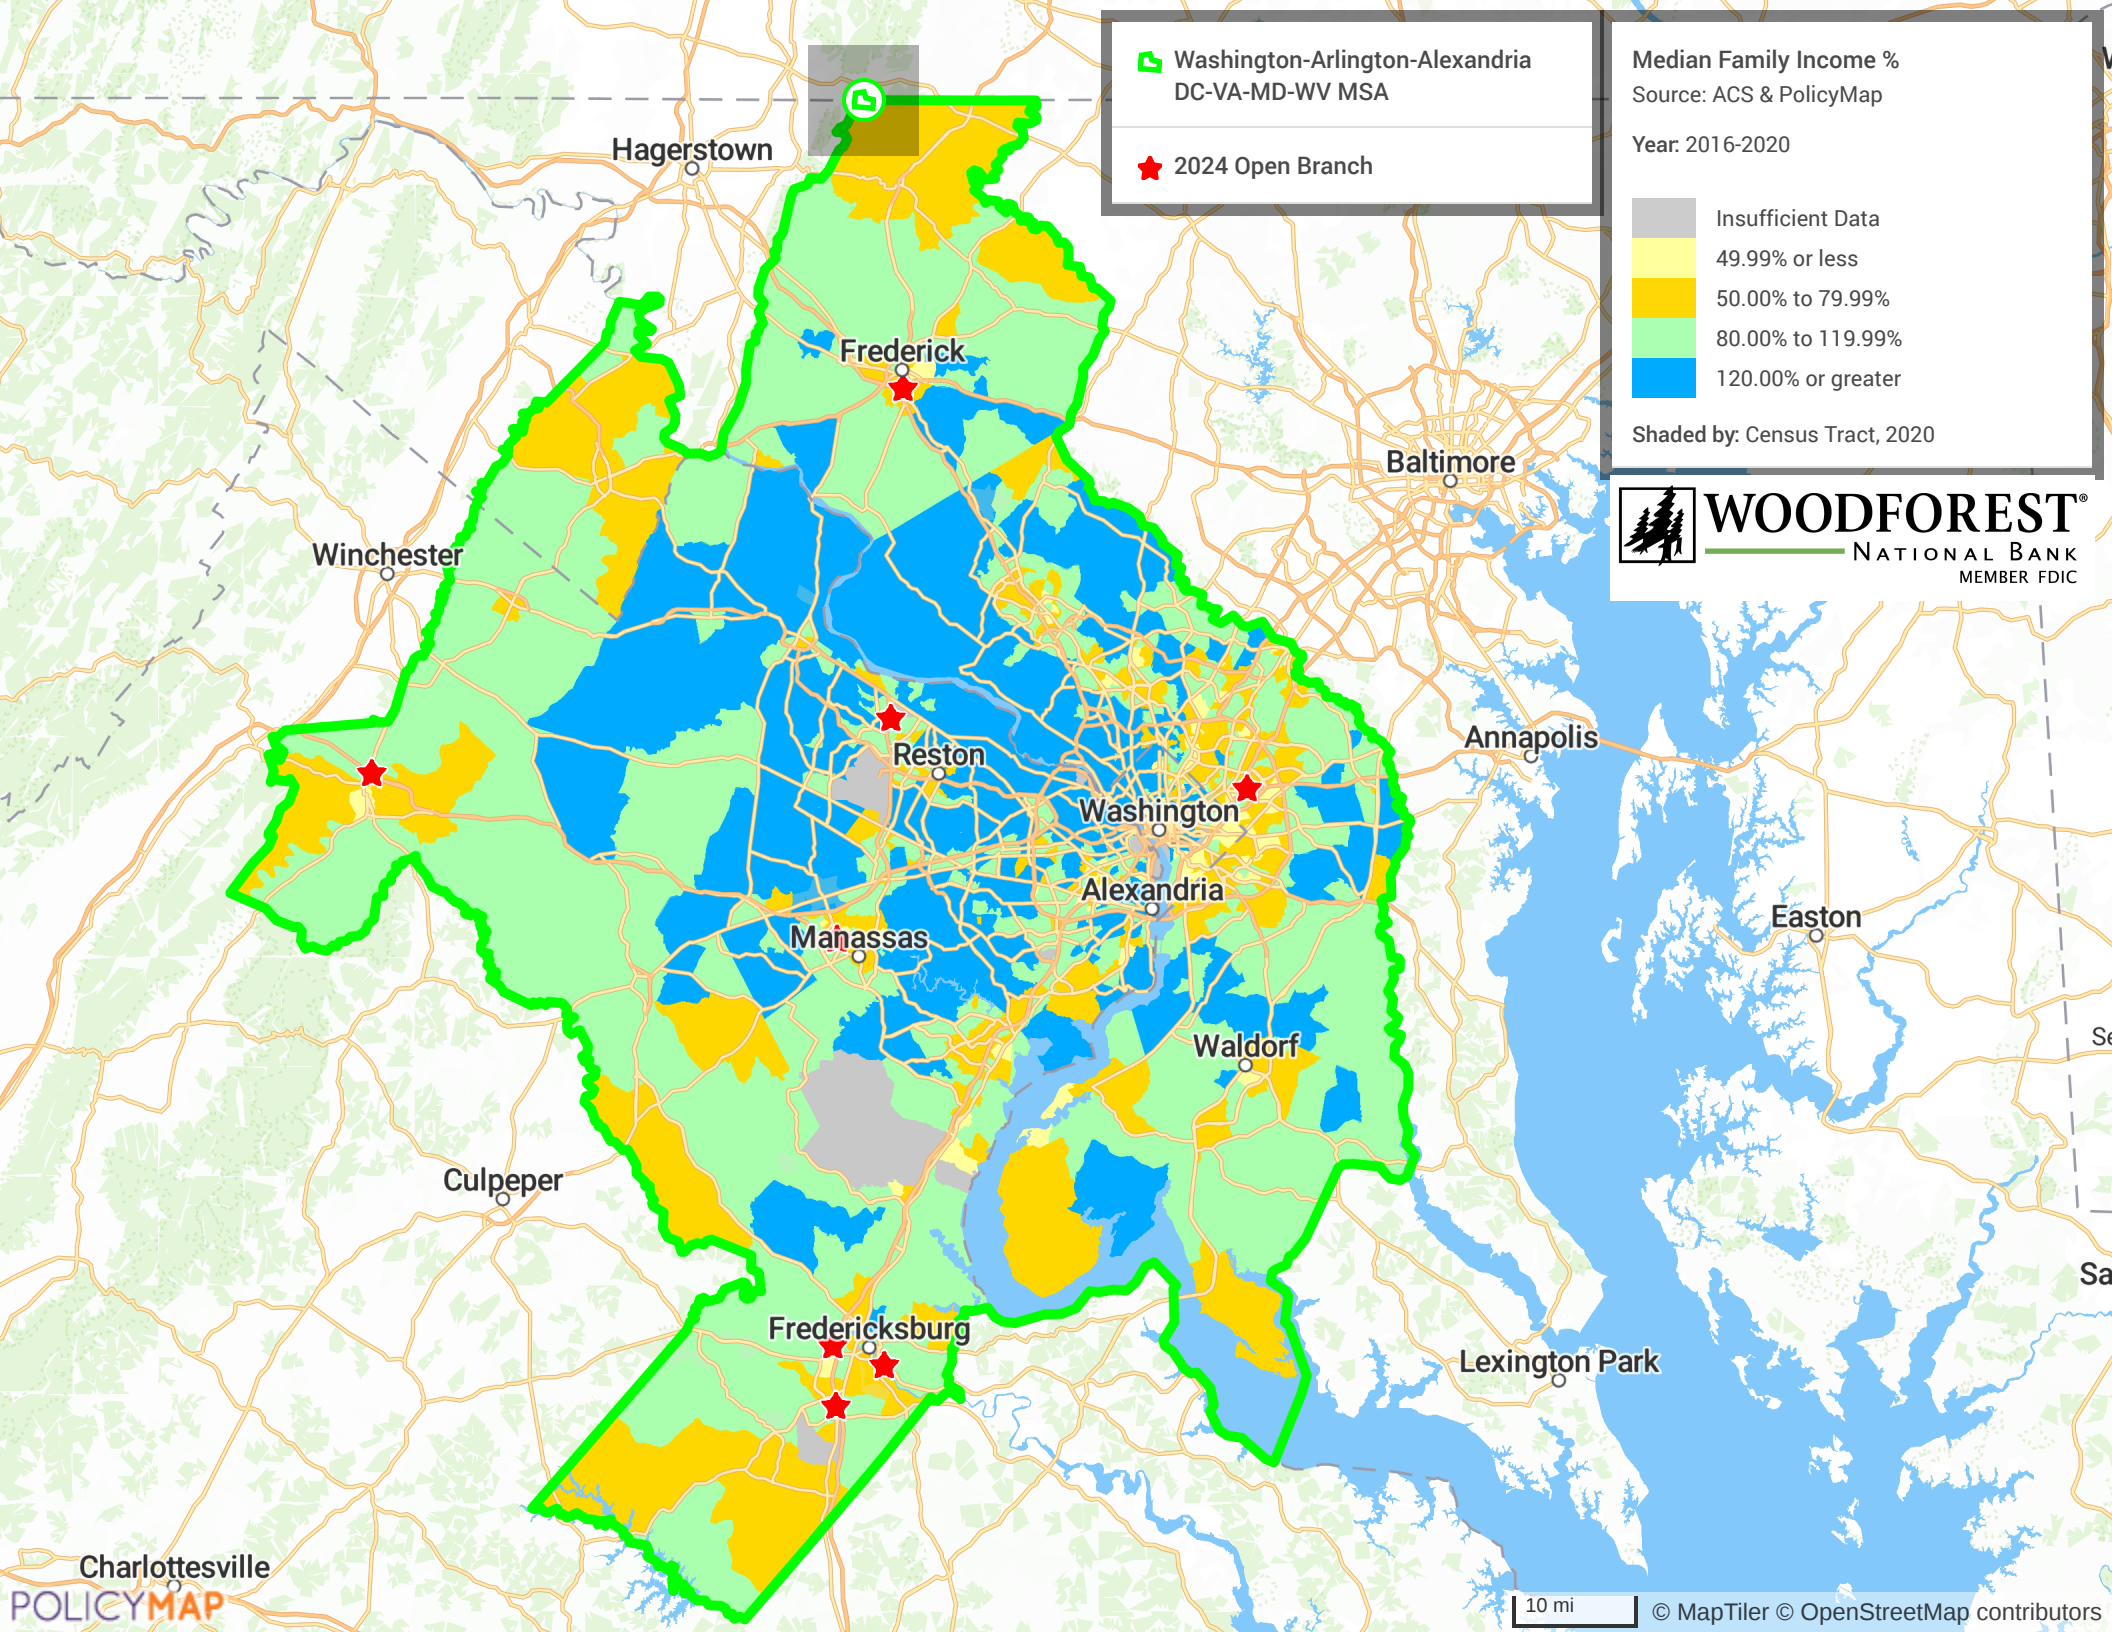 Washington-Arlington-Alexandria
DC-VA-MD-WV MSA
2024 Open Branch
Median Family Income %
Source: ACS & PolicyMap
Year: 2016-2020
Insufficient Data
49.99% or less
50.00% to 79.99%
80.00% to 119.99%
120.00% or greater
Shaded by: Census Tract, 2020
WOODFOREST®
NATIONAL BANK
MEMBER FDIC
Hagerstown
Frederick
Baltimore
Winchester
Annapolis
Reston
Washington
Alexandria
Easton
Manassas
Waldorf
Se
Culpeper
Sa
Fredericksburg
Lexington Park
Charlottesville
POLICYMAP
10 mi
© MapTiler © OpenStreetMap contributors